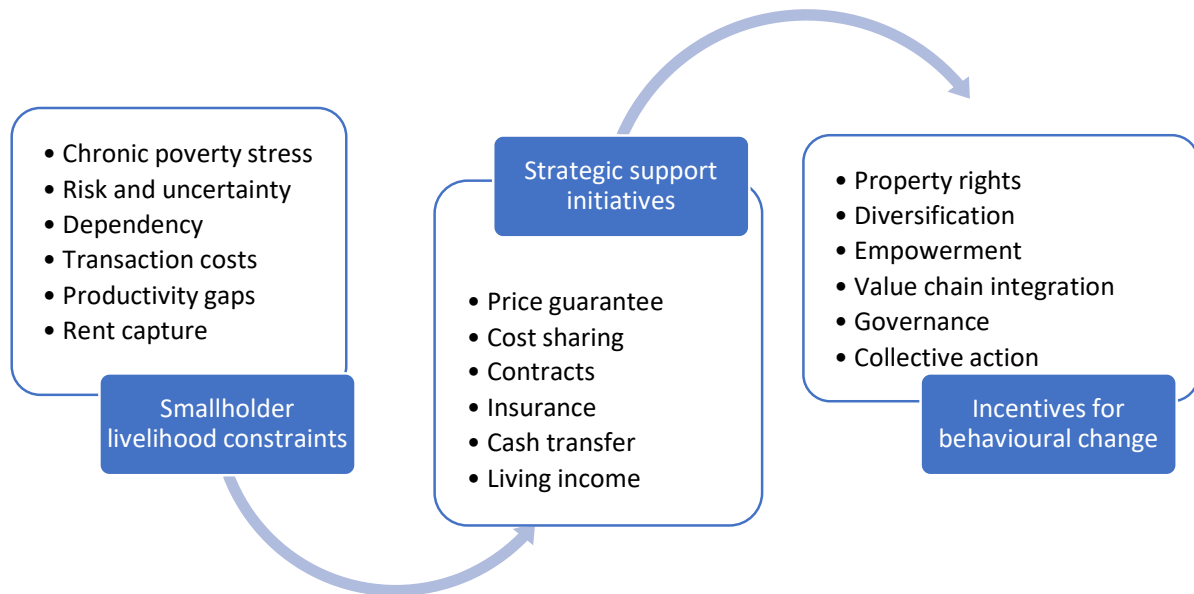 • Chronic poverty stress
• Risk and uncertainty
• Dependency
• Transaction costs
• Productivity gaps
• Rent capture
Smallholder
livelihood constraints
Strategic support
initiatives
• Price guarantee
• Cost sharing
• Contracts
• Insurance
• Cash transfer
• Living income
• Property rights
• Diversification
• Empowerment
• Value chain integration
• Governance
• Collective action
Incentives for
behavioural change